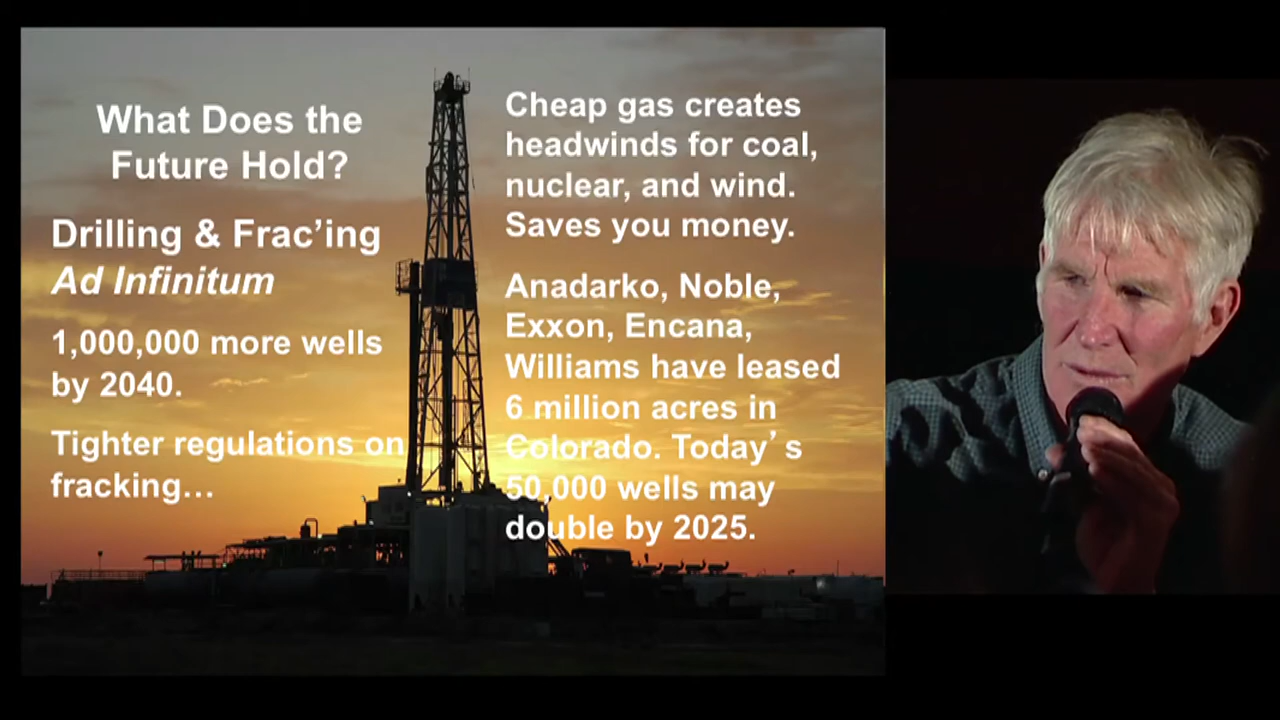 What Does the
Future Hold?
Drilling & Frac’ing
Ad Infinitum
1,000,000 more wells
by 2040.
Tighter regulations on
fracking…
Cheap gas creates
headwinds for coal,
nuclear, and wind.
Saves you money.
Anadarko, Noble,
Exxon, Encana,
Williams have leased
6 million acres in
Colorado. Today’s
50,000 wells may
double by 2025.